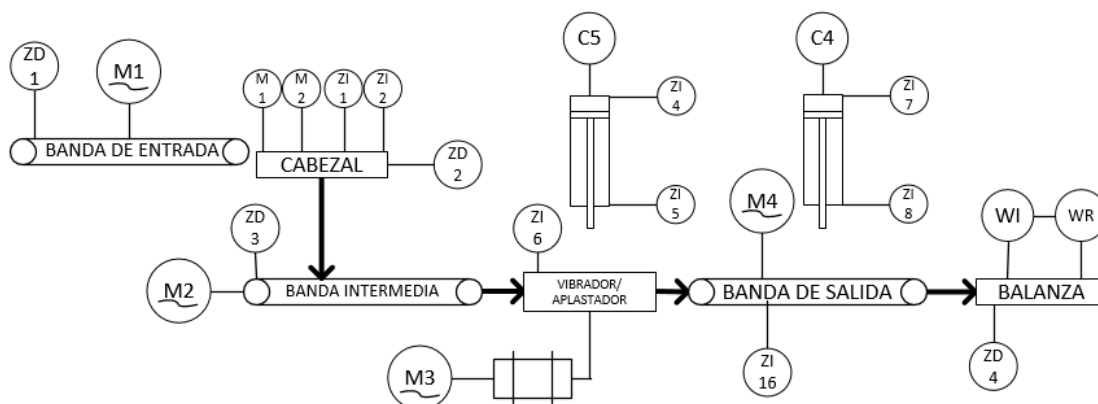 ZD
1
M1
M
1
M
2
ZI
1
ZI
2
BANDA DE ENTRADA
CABEZAL
ZD
2
C5
ZI
4
ZI
5
C4
ZI
7
ZI
8
ZD
3
M2
BANDA INTERMEDIA
ZI
6
VIBRADOR/
APLASTADOR
M3
M4
BANDA DE SALIDA
ZI
16
WI
WR
BALANZA
ZD
4